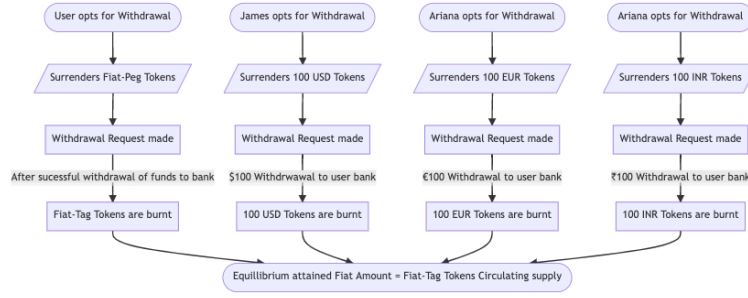 User opts for Withdrawal
James opts for Withdrawal
Ariana opts for Withdrawal
Ariana opts for Withdrawal
Surrenders Fiat-Peg Tokens
Surrenders 100 USD Tokens
Surrenders 100 EUR Tokens
Surrenders 100 INR Tokens
Withdrawal Request made
Withdrawal Request made
Withdrawal Request made
Withdrawal Request made
After sucessful withdrawal of funds to bank
$100 Withdrwawal to user bank
€100 Withdrawal to user bank
₹100 Withdrawal to user bank
Fiat-Tag Tokens are burnt
100 USD Tokens are burnt
100 EUR Tokens are burnt
100 INR Tokens are burnt
Equillibrium attained Fiat Amount = Fiat-Tag Tokens Circulating supply